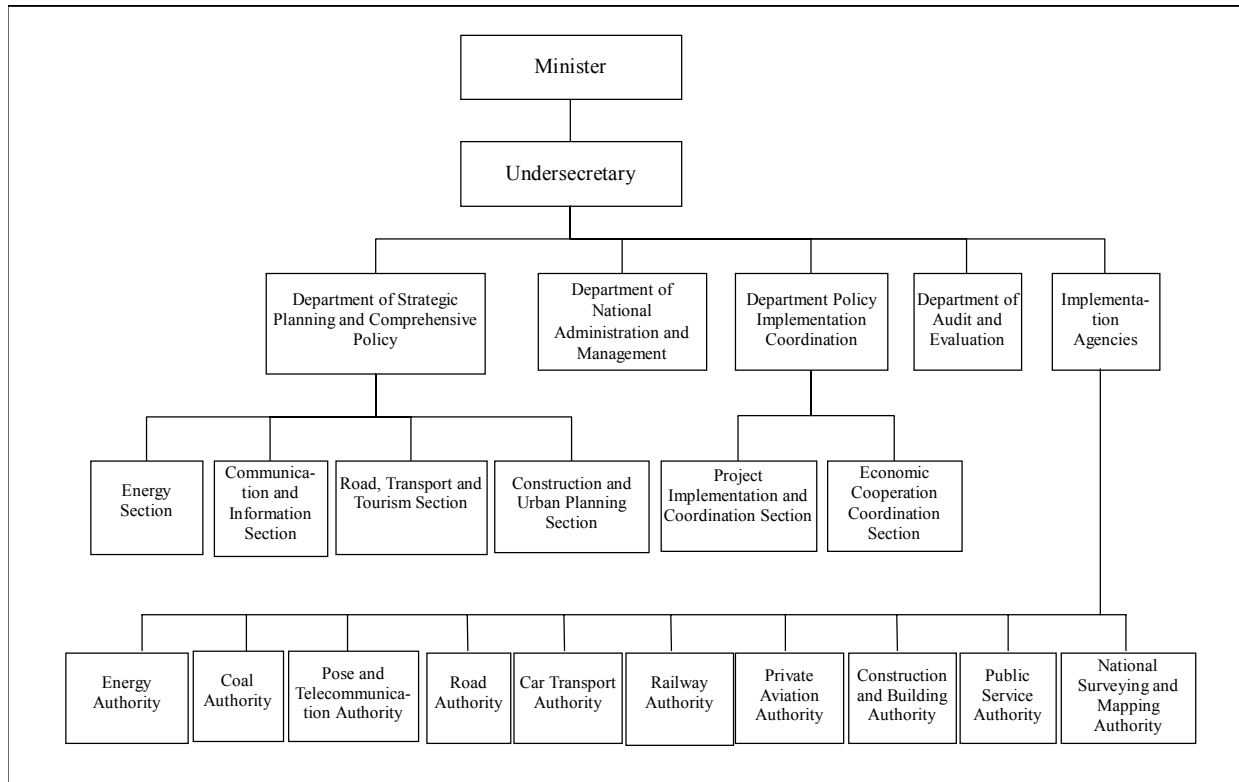 Minister
Undersecretary
Department of Strategic
Planning and Comprehensive
Policy
Department of
National
Administration and
Management
Department Policy
Implementation
Coordination
Department of
Audit and
Evaluation
Implementa-
tion
Agencies
Energy
Section
Communica-
tion and
Information
Section
Road, Transport and
Tourism Section
Construction and
Urban Planning
Section
Project
Implementation and
Coordination Section
Economic
Cooperation
Coordination
Section
Energy
Authority
Coal
Authority
Pose and
Telecommunica-
tion Authority
Road
Authority
Car Transport
Authority
Railway
Authority
Private
Aviation
Authority
Construction
and Building
Authority
Public
Service
Authority
National
Surveying and
Mapping
Authority